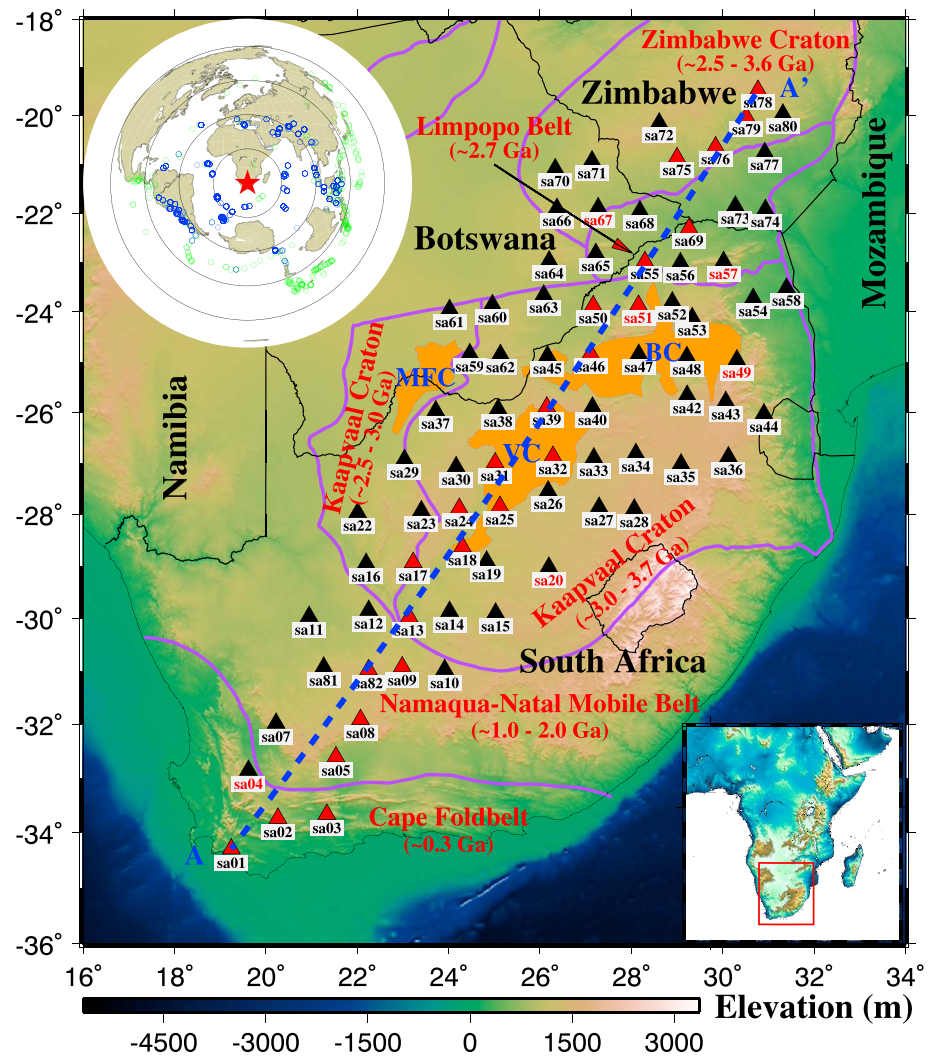 -18°
-20°
-22°
-24°
-26°
-28°
-30°
-32°
-34°
-36°
16°
18°
20°
22°
24°
26°
28°
30°
32°
34°
Zimbabwe Craton
(~2.5 - 3.6 Ga)
A’
Zimbabwe
sa78
sa79
sa80
sa72
Limpopo Belt
(~2.7 Ga)
sa76
sa75
sa77
sa71
sa70
Mozambique
sa66
sa67
sa68
sa73
sa74
Botswana
sa69
sa64
sa65
sa55
sa56
sa57
sa63
sa58
sa61
sa60
sa50
sa51
sa52
sa54
sa53
sa59
sa62
sa45
sa46
sa47
BC
sa48
sa49
MFC
Kaapvaal Craton
(~2.5 - 3.0 Ga)
Namibia
sa37
sa38
sa39
sa40
sa42
sa43
sa44
VC
sa29
sa30
sa31
sa32
sa33
sa34
sa35
sa36
sa22
sa23
sa24
sa25
sa26
sa27
sa28
sa16
sa17
sa18
sa19
sa20
Kaapvaal Craton
(~3.0 - 3.7 Ga)
sa11
sa12
sa13
sa14
sa15
South Africa
sa81
sa82
sa09
sa10
Namaqua-Natal Mobile Belt
(~1.0 - 2.0 Ga)
sa07
sa08
sa04
sa05
Cape Foldbelt
(~0.3 Ga)
sa02
sa03
A
sa01
Elevation (m)
-4500
-3000
-1500
0
1500
3000